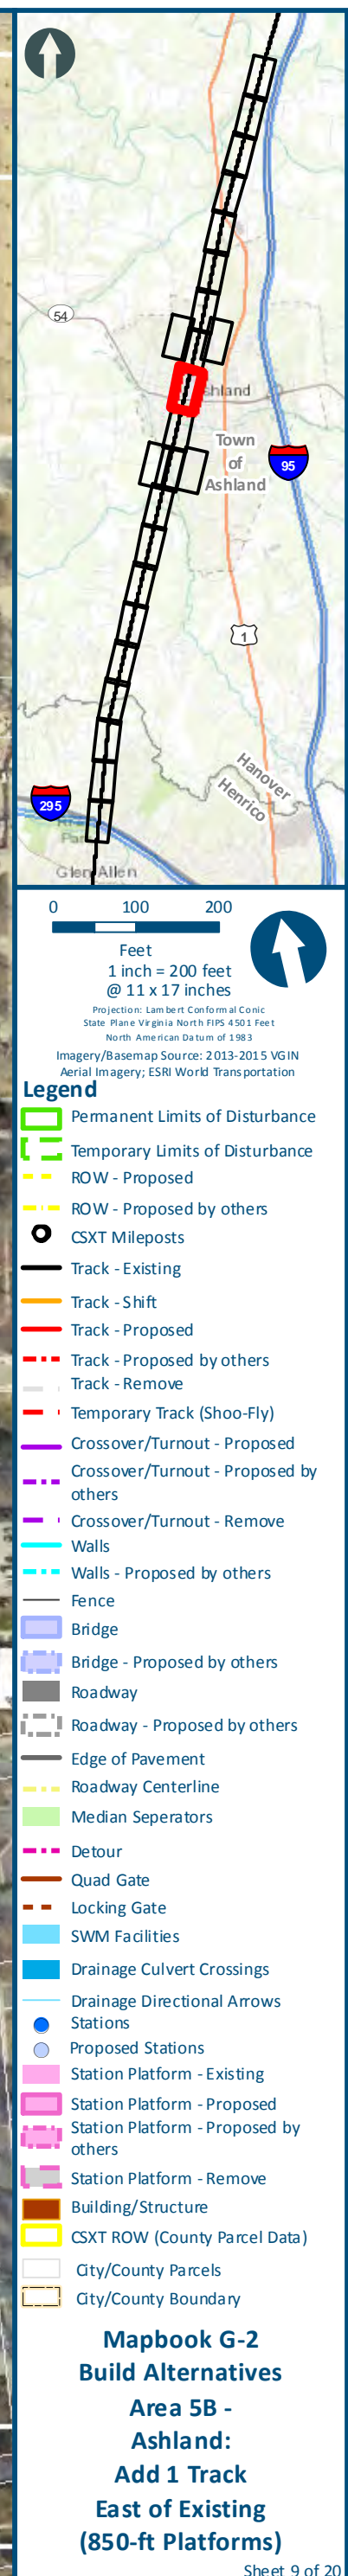 54
Ashland
Town
of
Ashland
95
1
Hanover
Henrico
295
Glen Allen
0 100 200
Feet
1 inch = 200 feet
@ 11 x 17 inches
Projection: Lambert Conformal Conic
State Plane Virginia North FIPS 4501 Feet
North American Datum of 1983
Imagery/Basemap Source: 2013-2015 VGIN
Aerial Imagery; ESRI World Transportation
Legend
Permanent Limits of Disturbance
Temporary Limits of Disturbance
ROW - Proposed
ROW - Proposed by others
CSXT Mileposts
Track - Existing
Track - Shift
Track - Proposed
Track - Proposed by others
Track - Remove
Temporary Track (Shoo-Fly)
Crossover/Turnout - Proposed
Crossover/Turnout - Proposed by
others
Crossover/Turnout - Remove
Walls
Walls - Proposed by others
Fence
Bridge
Bridge - Proposed by others
Roadway
Roadway - Proposed by others
Edge of Pavement
Roadway Centerline
Median Seperators
Detour
Quad Gate
Locking Gate
SWM Facilities
Drainage Culvert Crossings
Drainage Directional Arrows
Stations
Proposed Stations
Station Platform - Existing
Station Platform - Proposed
Station Platform - Proposed by
others
Station Platform - Remove
Building/Structure
CSXT ROW (County Parcel Data)
City/County Parcels
City/County Boundary
Mapbook G-2
Build Alternatives
Area 5B -
Ashland:
Add 1 Track
East of Existing
(850-ft Platforms)
Sheet 9 of 20